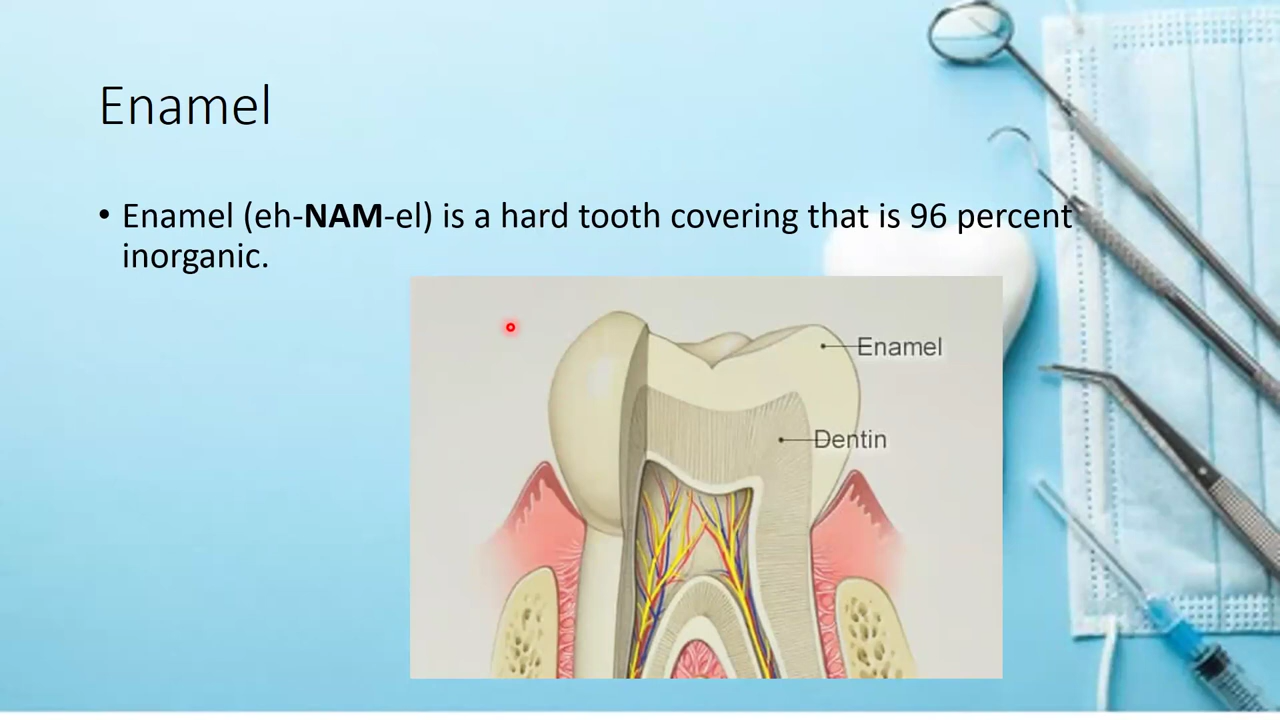 Enamel
• Enamel (eh-NAM-el) is a hard tooth covering that is 96 percent
inorganic.
Enamel
Dentin